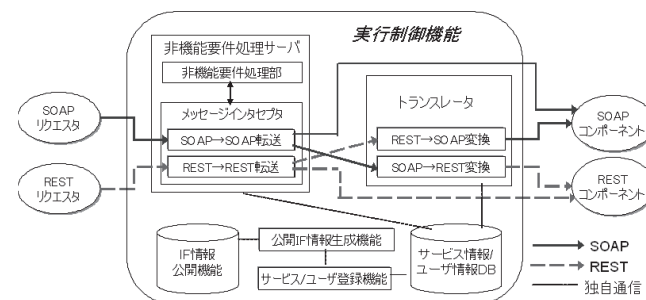 実行制御機能
非機能要件処理サーバ
非機能要件処理部
メッセージインタセプタ
SOAP→SOAP転送
REST→REST転送
トランスレータ
REST→SOAP変換
SOAP→REST変換
SOAP
リクエスタ
REST
リクエスタ
SOAP
コンポーネント
REST
コンポーネント
IF情報
公開機能
公開IF情報生成機能
サービス/ユーザ登録機能
サービス情報/
ユーザ情報DB
SOAP
REST
独自通信